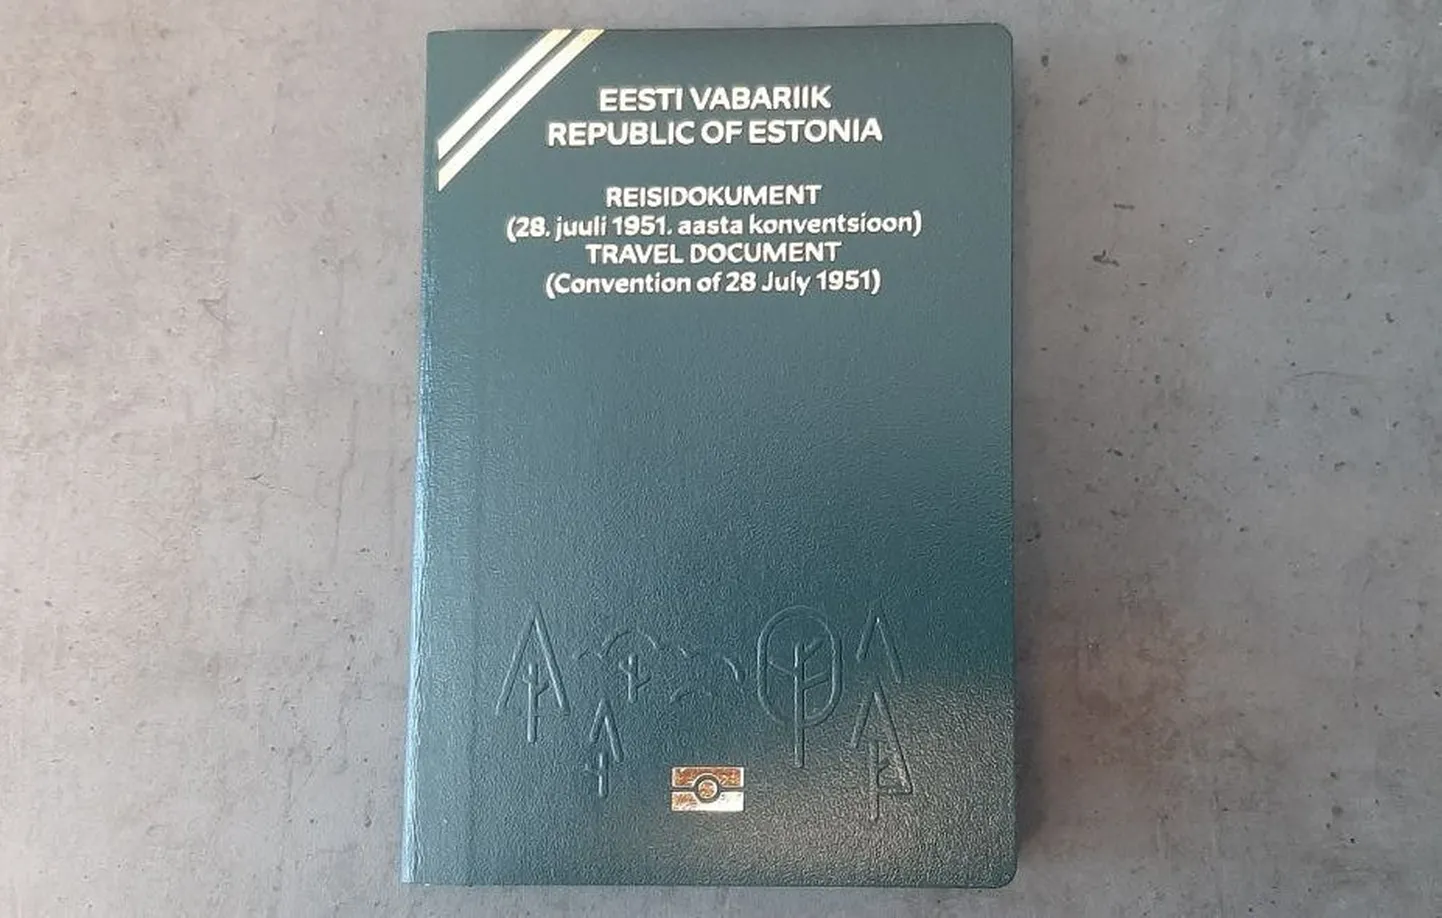 EESTI VABARIIK
REPUBLIC OF ESTONIA
REISIDOKUMENT
(28. juuli 1951. aasta konventsioon)
TRAVEL DOCUMENT
(Convention of 28 July 1951)